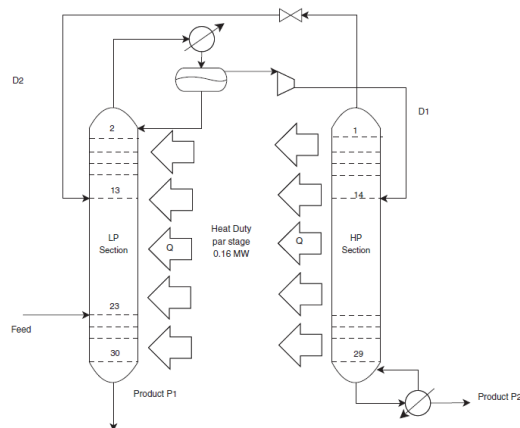 D2
D1
2
1
13
14
LP
Section
Q
Heat Duty
par stage
0.16 MW
Q
HP
Section
23
Feed
30
29
Product P1
Product P2